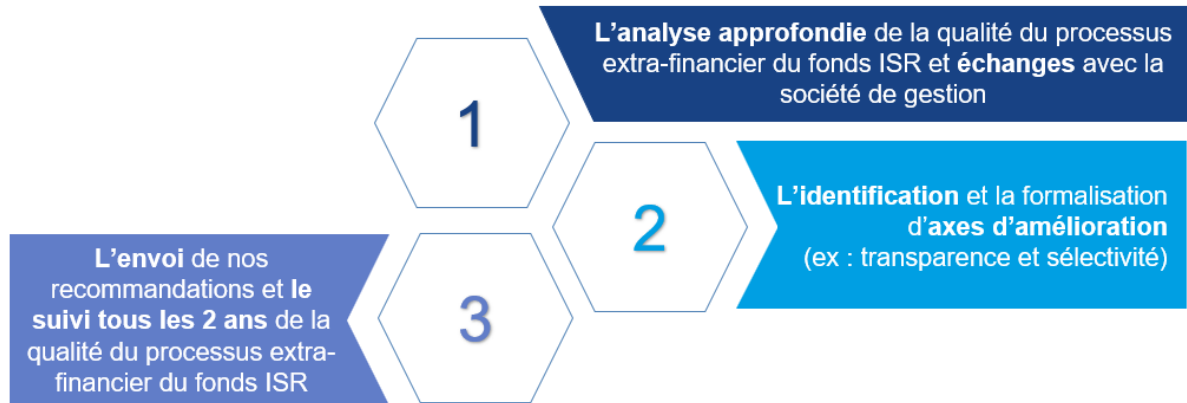 1
L'analyse approfondie de la qualité du processus
extra-financier du fonds ISR et échanges avec la
société de gestion
2
L'identification et la formalisation
d'axes d'amélioration
(ex : transparence et sélectivité)
3
L'envoi de nos
recommandations et le
suivi tous les 2 ans de la
qualité du processus extra-
financier du fonds ISR